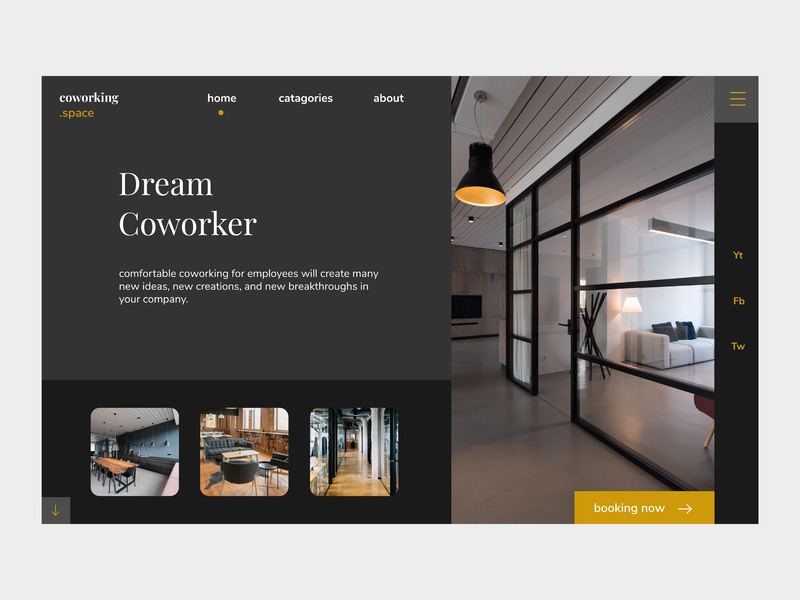 coworking
.space
home
catagories
about
Dream
Coworker
comfortable coworking for employees will create many
new ideas, new creations, and new breakthroughs in
your company.
Yt
Fb
Tw
booking now